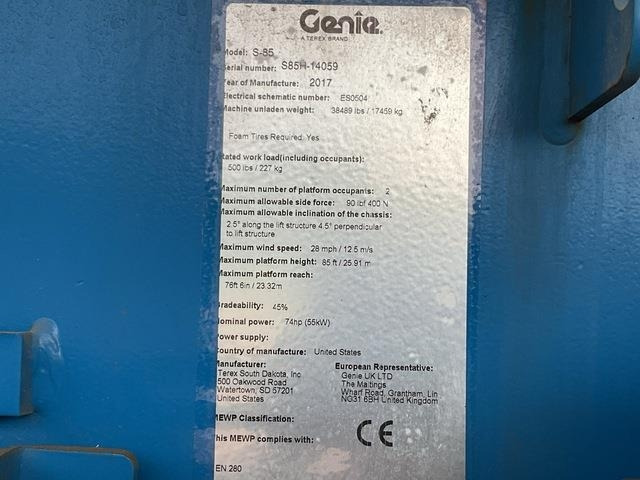 Genie.
A TEREX BRAND
Model: S-85
Serial number: S85H-14059
Year of Manufacture: 2017
Electrical schematic number: ES0504
Machine unladen weight: 38489 lbs / 17459 kg
Foam Tires Required: Yes
Rated work load(including occupants):
500 lbs / 227 kg
Maximum number of platform occupants: 2
Maximum allowable side force: 90 lbf 400 N
Maximum allowable inclination of the chassis:
2.5° along the lift structure 4.5° perpendicular
to lift structure
Maximum wind speed: 28 mph / 12.5 m/s
Maximum platform height: 85 ft / 25.91 m
Maximum platform reach:
76ft 6in / 23.32m
Gradeability: 45%
Nominal power: 74hp (55kW)
Power supply:
Country of manufacture: United States
Manufacturer:
Terex South Dakota, Inc
500 Oakwood Road
Watertown, SD 57201
United States
European Representative:
Genie UK LTD
The Maltings
Wharf Road, Grantham, Lin
NG31 6BH United Kingdom
MEWP Classification:
This MEWP complies with:
CE
EN 280